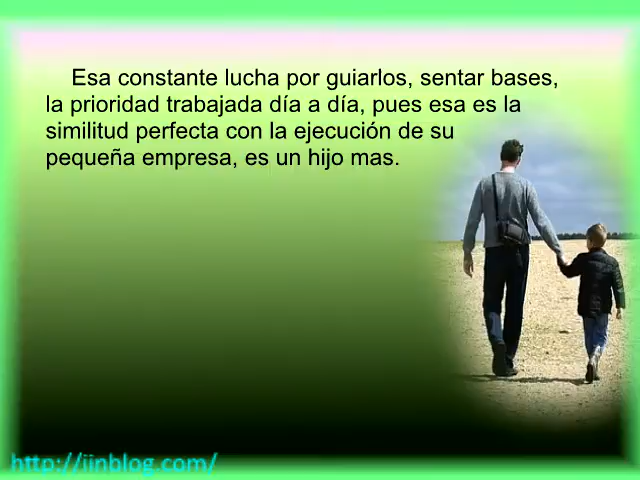 Esa constante lucha por guiarlos, sentar bases,
la prioridad trabajada día a día, pues esa es la
similitud perfecta con la ejecución de su
pequeña empresa, es un hijo mas.
http://jinblog.com/